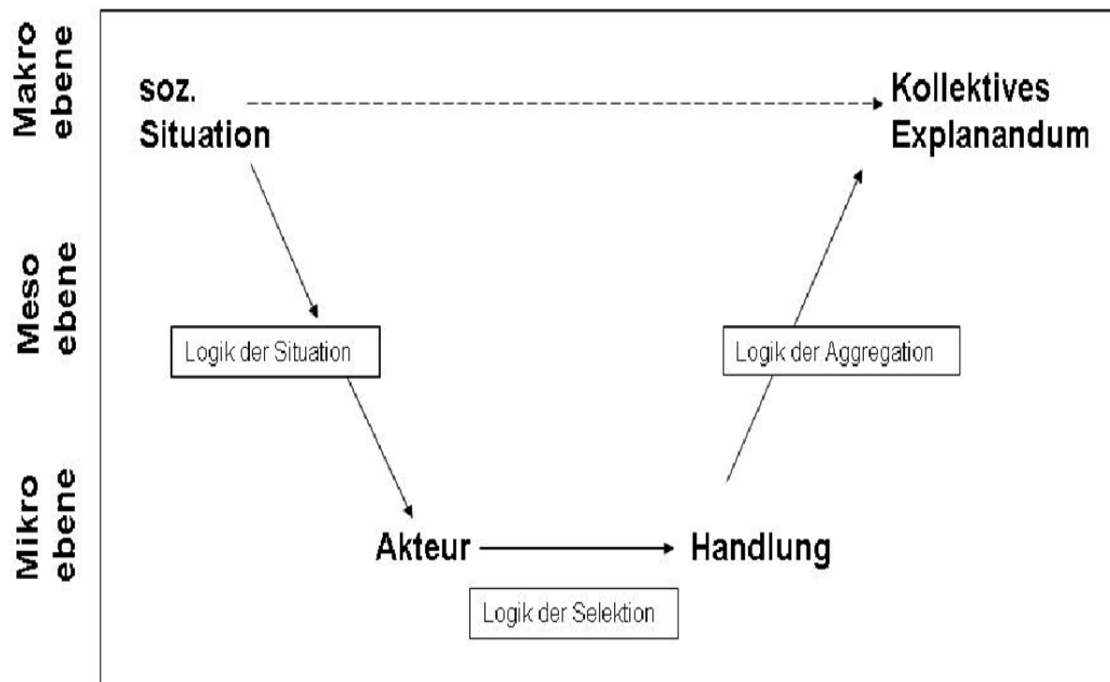 Makro
ebene
soz.
Situation
Kollektives
Explanandum
Meso
ebene
Logik der Situation
Logik der Aggregation
Mikro
ebene
Akteur
Handlung
Logik der Selektion